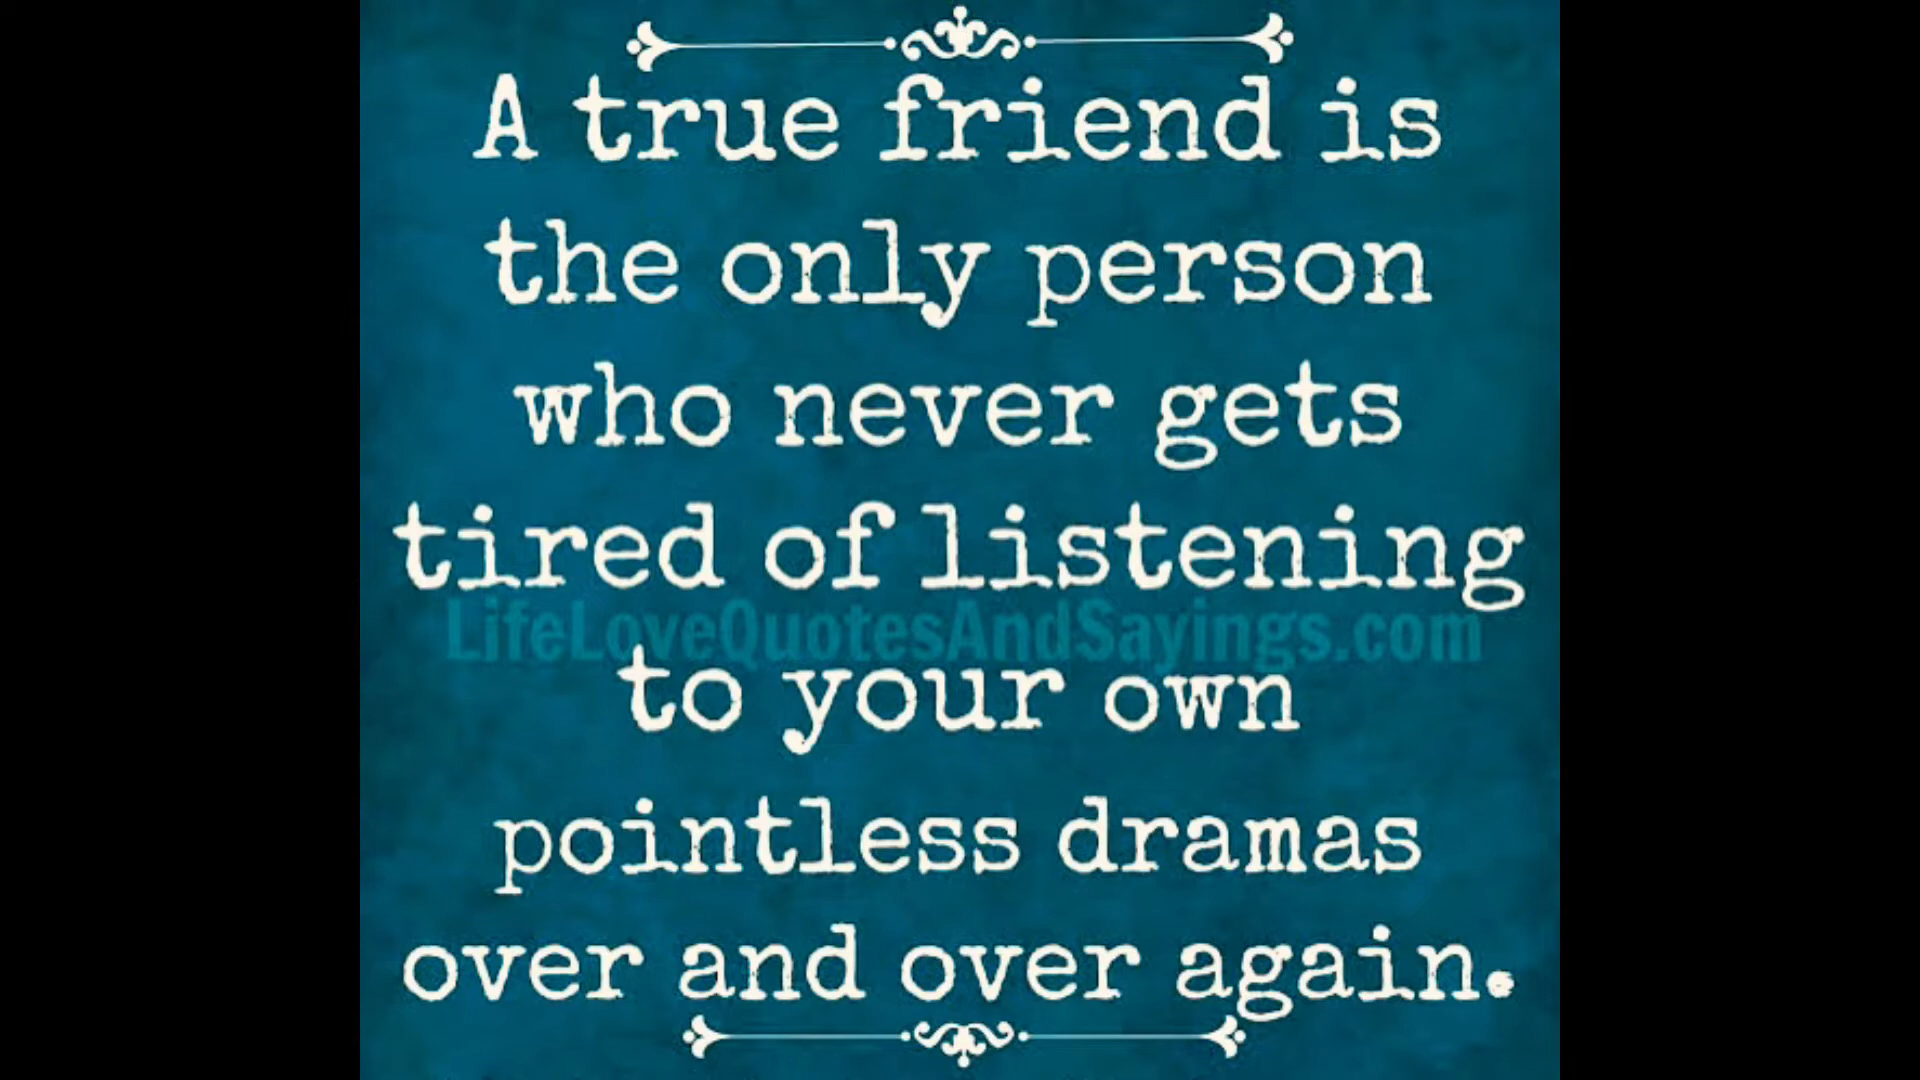 A true friend is
the only person
who never gets
tired of listening
LifeLoveQuotesAndSayings.com
to your own
pointless dramas
over and over again.